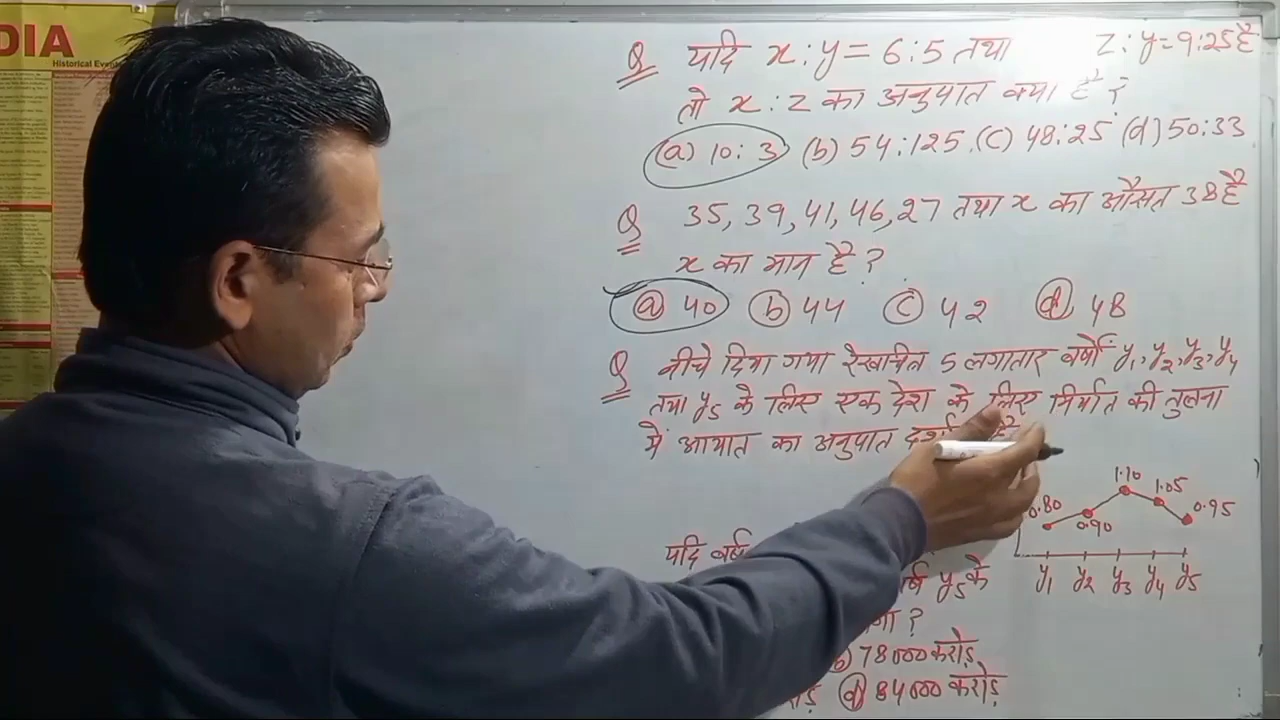 DIA
Historical Event
Q यदि x:y = 6:5 तथा z:y=9:25 है
तो x:z का अनुपात क्या है ?
(a) 10:3 (b) 54:125 (c) 48:25 (d) 50:33
Q 35, 39, 41, 46, 27 तथा x का औसत 38 है
x का मान है ?
(a) 40 (b) 44 (c) 42 (d) 48
Q नीचे दिया गया रेखाचित्र 5 लगातार वर्षों y1, y2, y3, y4
तथा y5 के लिए एक देश के लिए निर्यात की तुलना
में आयात का अनुपात
0.80 0.90 1.10 1.05 0.95
y1 y2 y3 y4 y5
यदि वर्ष
y5 के
?
b) 78000 करोड़
(d) 84000 करोड़